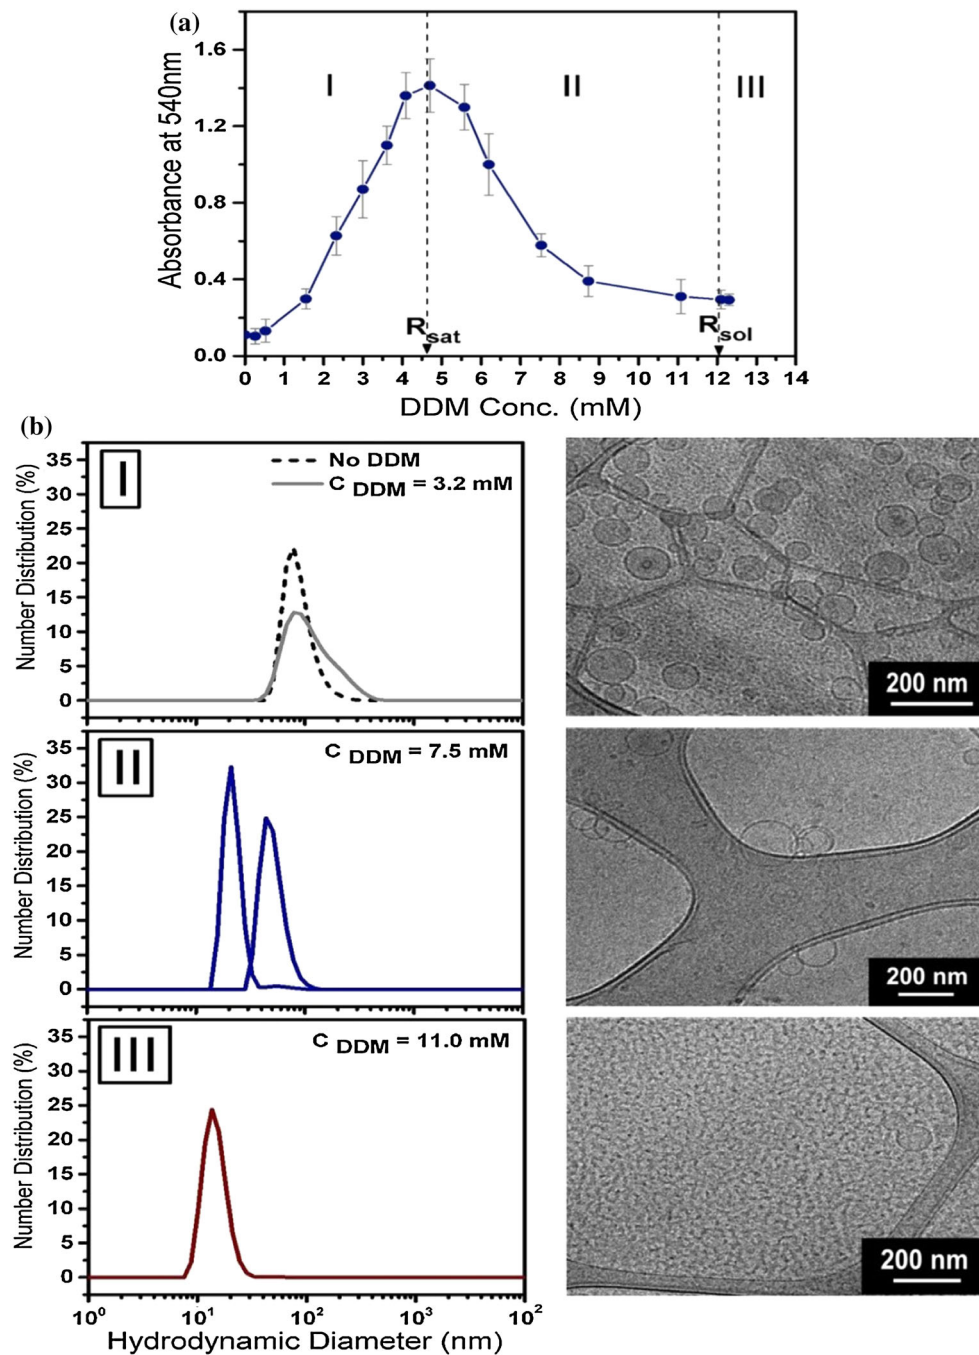 (a)
Absorbance at 540nm
1.6
1.2
0.8
0.4
0.0
I
II
III
Rsat
Rsol
0 1 2 3 4 5 6 7 8 9 10 11 12 13 14
DDM Conc. (mM)
(b)
Number Distribution (%)
35
30
25
20
15
10
5
0
I
No DDM
C DDM = 3.2 mM
200 nm
Number Distribution (%)
35
30
25
20
15
10
5
0
II
C DDM = 7.5 mM
200 nm
Number Distribution (%)
35
30
25
20
15
10
5
0
III
C DDM = 11.0 mM
200 nm
10⁰ 10¹ 10² 10³ 10²
Hydrodynamic Diameter (nm)